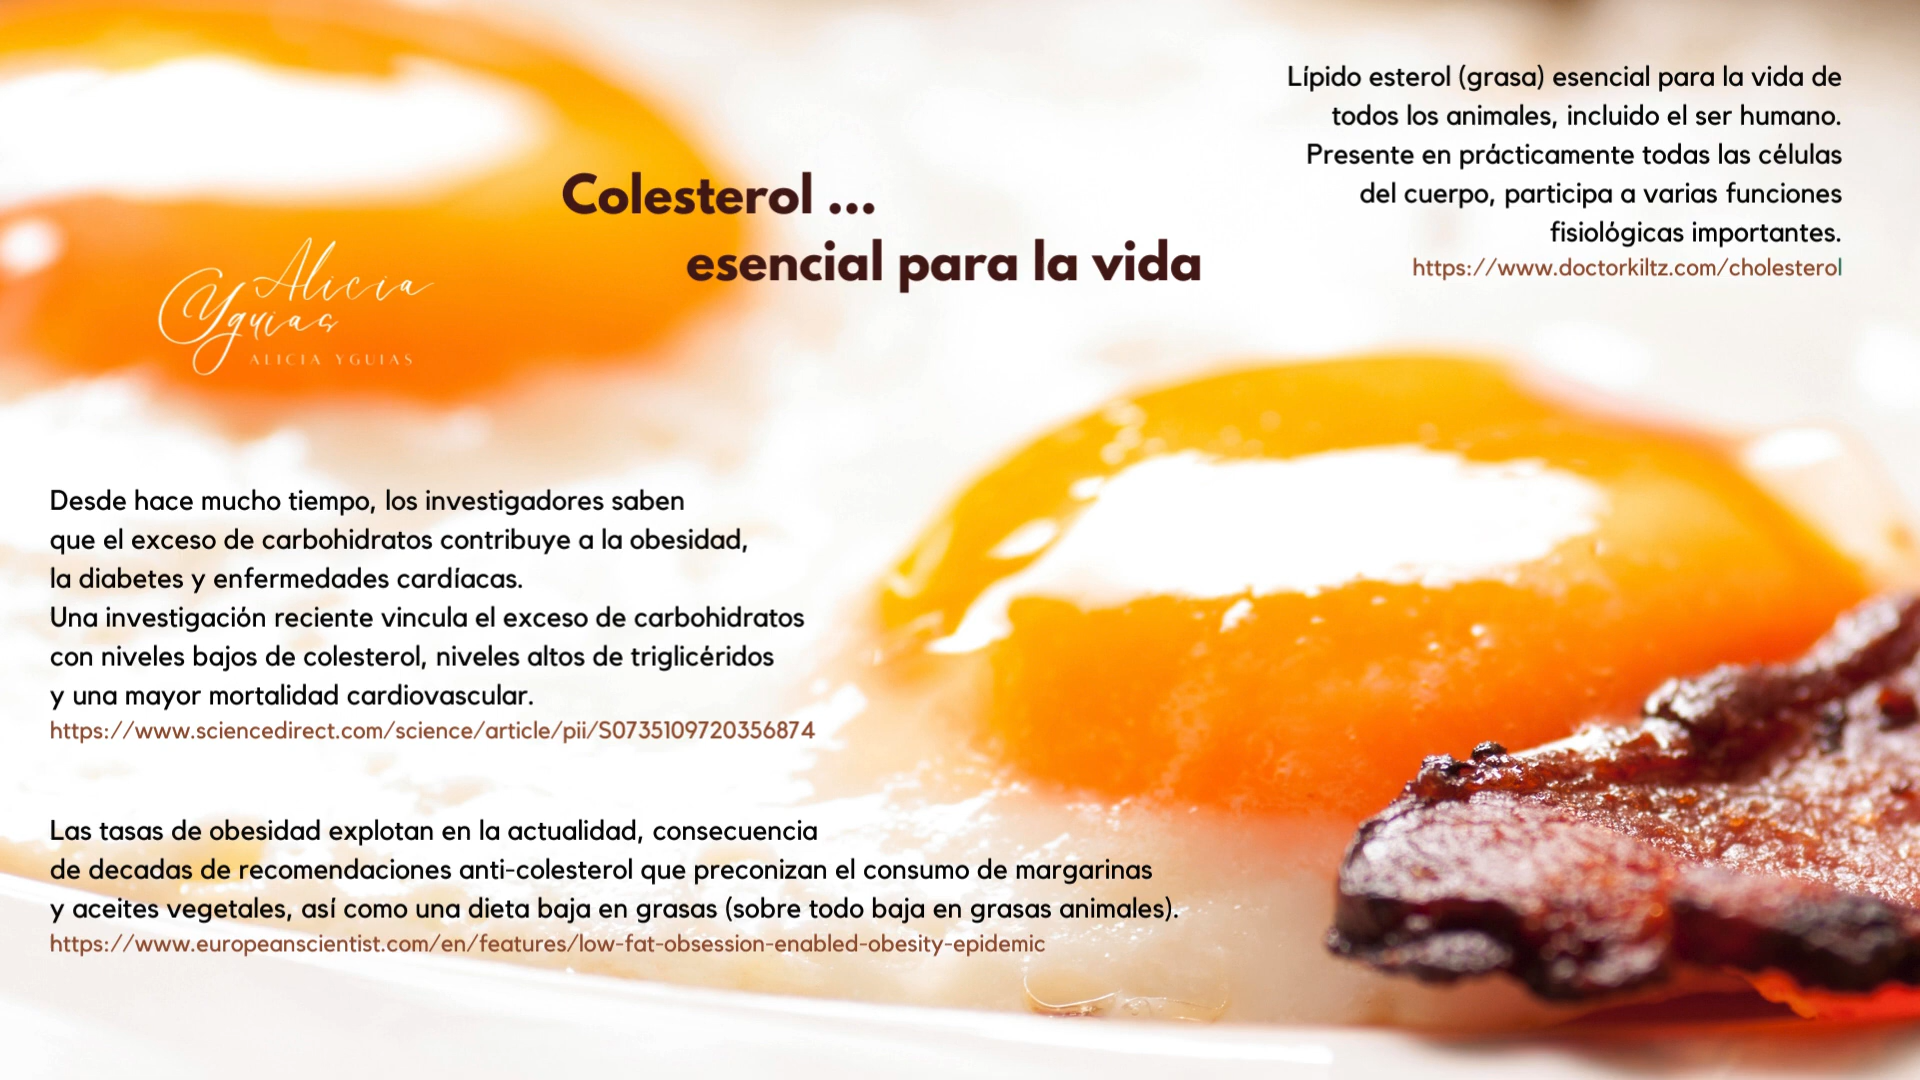 Colesterol ...
esencial para la vida
Lípido esterol (grasa) esencial para la vida de
todos los animales, incluido el ser humano.
Presente en prácticamente todas las células
del cuerpo, participa a varias funciones
fisiológicas importantes.
https://www.doctorkiltz.com/cholesterol
Alicia
Yguias
ALICIA YGUIAS
Desde hace mucho tiempo, los investigadores saben
que el exceso de carbohidratos contribuye a la obesidad,
la diabetes y enfermedades cardíacas.
Una investigación reciente vincula el exceso de carbohidratos
con niveles bajos de colesterol, niveles altos de triglicéridos
y una mayor mortalidad cardiovascular.
https://www.sciencedirect.com/science/article/pii/S0735109720356874
Las tasas de obesidad explotan en la actualidad, consecuencia
de decadas de recomendaciones anti-colesterol que preconizan el consumo de margarinas
y aceites vegetales, así como una dieta baja en grasas (sobre todo baja en grasas animales).
https://www.europeanscientist.com/en/features/low-fat-obsession-enabled-obesity-epidemic